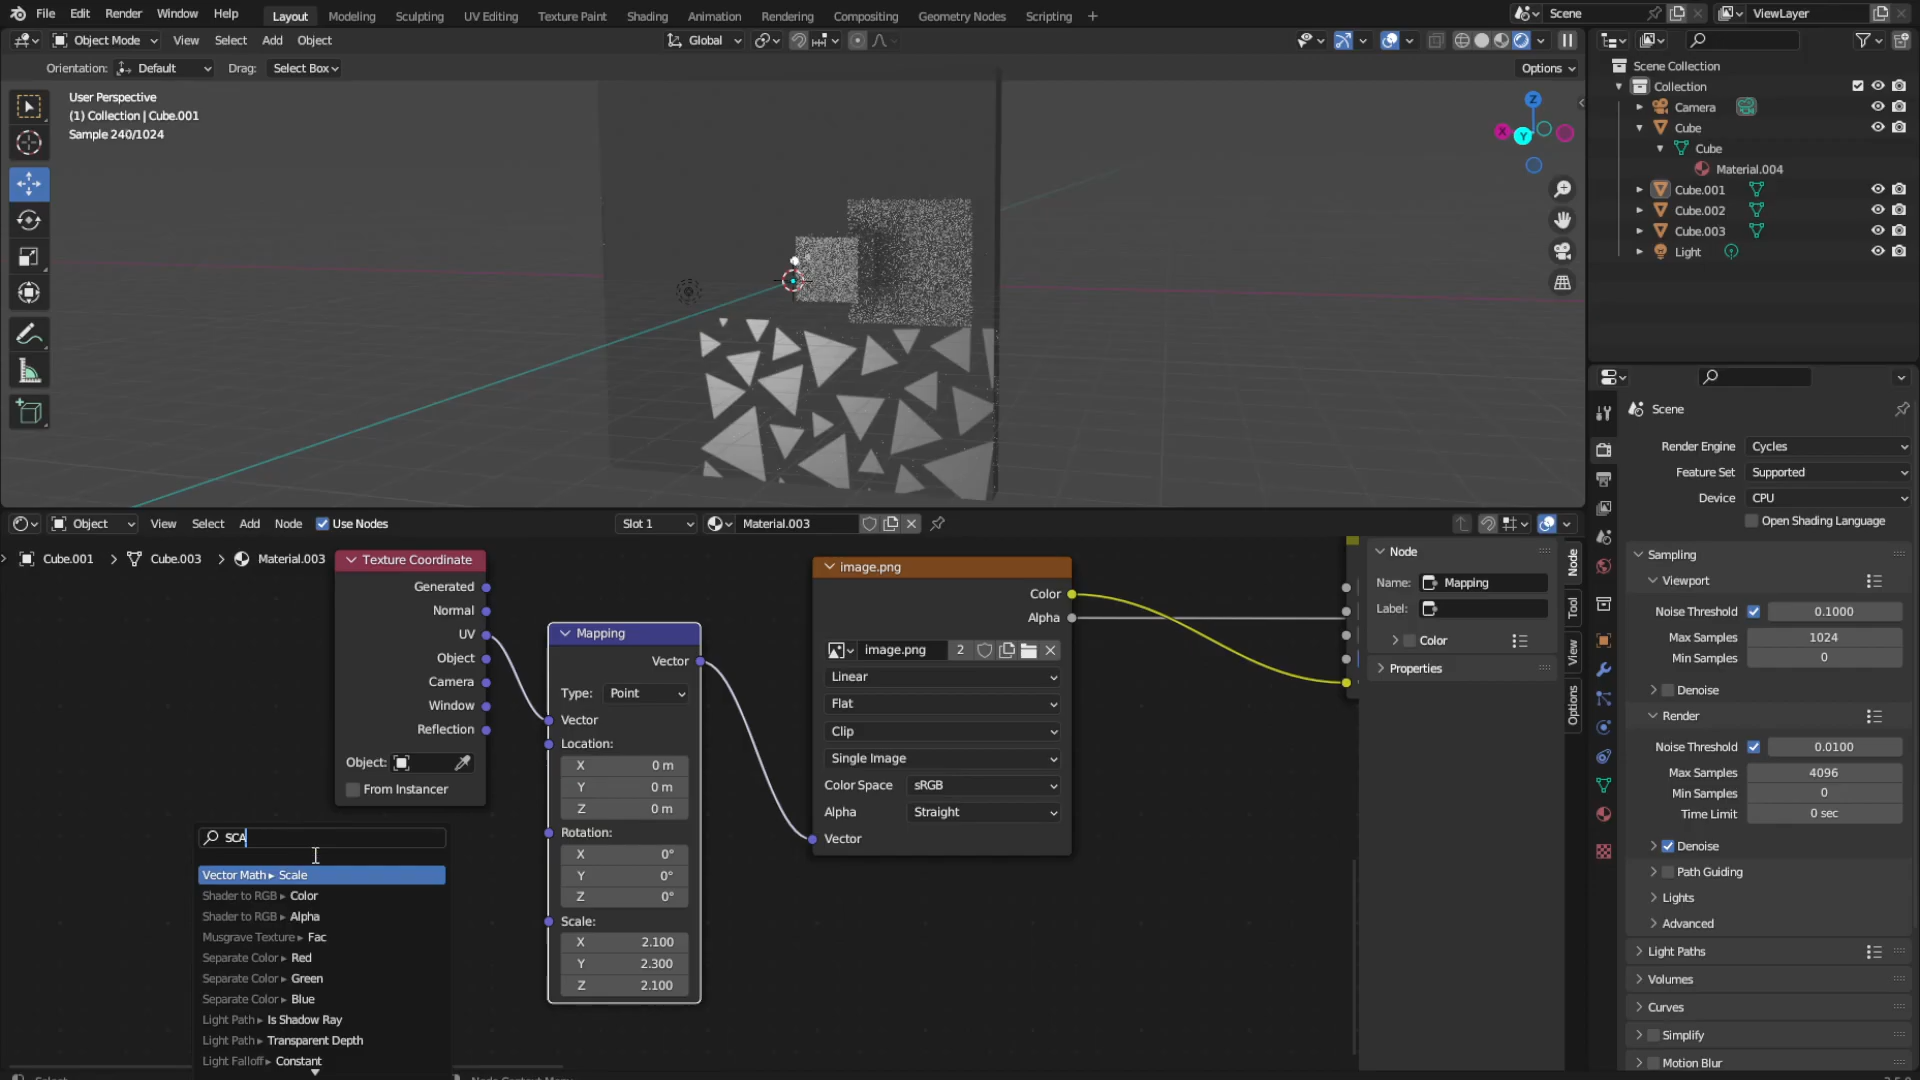 File Edit Render Window Help Layout Modeling Sculpting UV Editing Texture Paint Shading Animation Rendering Compositing Geometry Nodes Scripting + Scene ViewLayer
Object Mode View Select Add Object Global
Orientation: Default Drag: Select Box Options
User Perspective
(1) Collection | Cube.001
Sample 240/1024
Z
X
Y
Scene Collection
Collection
Camera
Cube
Cube
Material.004
Cube.001
Cube.002
Cube.003
Light
Scene
Render Engine Cycles
Feature Set Supported
Device CPU
Open Shading Language
Sampling
Viewport
Noise Threshold 0.1000
Max Samples 1024
Min Samples 0
Denoise
Render
Noise Threshold 0.0100
Max Samples 4096
Min Samples 0
Time Limit 0 sec
Denoise
Path Guiding
Lights
Advanced
Light Paths
Volumes
Curves
Simplify
Motion Blur
Object View Select Add Node Use Nodes Slot 1 Material.003
Cube.001 > Cube.003 > Material.003
Texture Coordinate
Generated
Normal
UV
Object
Camera
Window
Reflection
Object:
From Instancer
Mapping
Vector
Type: Point
Vector
Location:
X 0 m
Y 0 m
Z 0 m
Rotation:
X 0°
Y 0°
Z 0°
Scale:
X 2.100
Y 2.300
Z 2.100
image.png
Color
Alpha
image.png 2
Linear
Flat
Clip
Single Image
Color Space sRGB
Alpha Straight
Vector
Node
Name: Mapping
Label:
Color
Properties
Node
Tool
View
Options
SCA
Vector Math ▸ Scale
Shader to RGB ▸ Color
Shader to RGB ▸ Alpha
Musgrave Texture ▸ Fac
Separate Color ▸ Red
Separate Color ▸ Green
Separate Color ▸ Blue
Light Path ▸ Is Shadow Ray
Light Path ▸ Transparent Depth
Light Falloff ▸ Constant